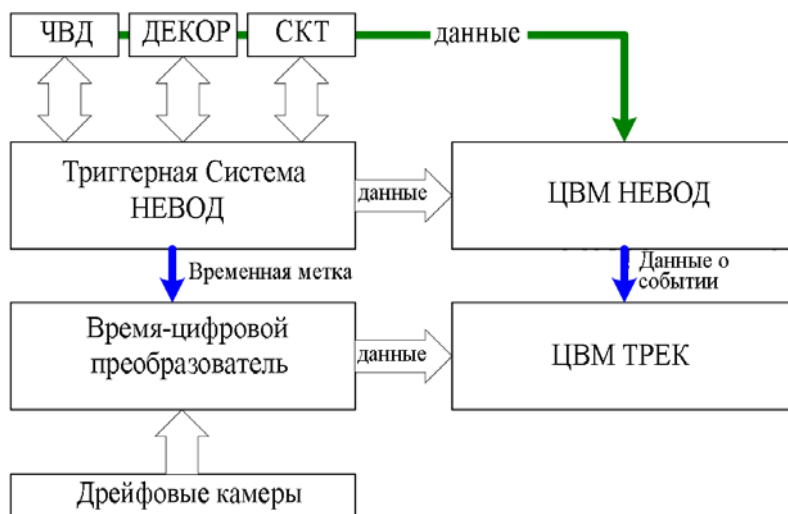 ЧВД
ДЕКОР
СКТ
данные
Триггерная Система
НЕВОД
данные
ЦВМ НЕВОД
Временная метка
Данные о
событии
Время-цифровой
преобразователь
данные
ЦВМ ТРЕК
Дрейфовые камеры